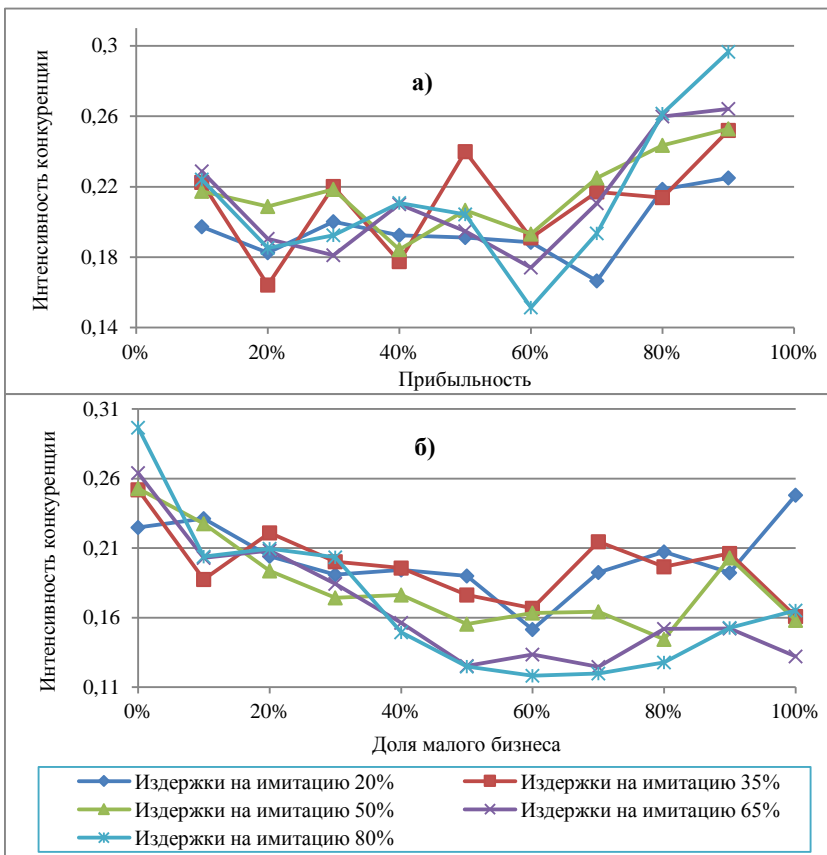 а)
Интенсивность конкуренции
0,3
0,26
0,22
0,18
0,14
0% 20% 40% 60% 80% 100%
Прибыльность
б)
Интенсивность конкуренции
0,31
0,26
0,21
0,16
0,11
0% 20% 40% 60% 80% 100%
Доля малого бизнеса
Издержки на имитацию 20% Издержки на имитацию 35%
Издержки на имитацию 50% Издержки на имитацию 65%
Издержки на имитацию 80%